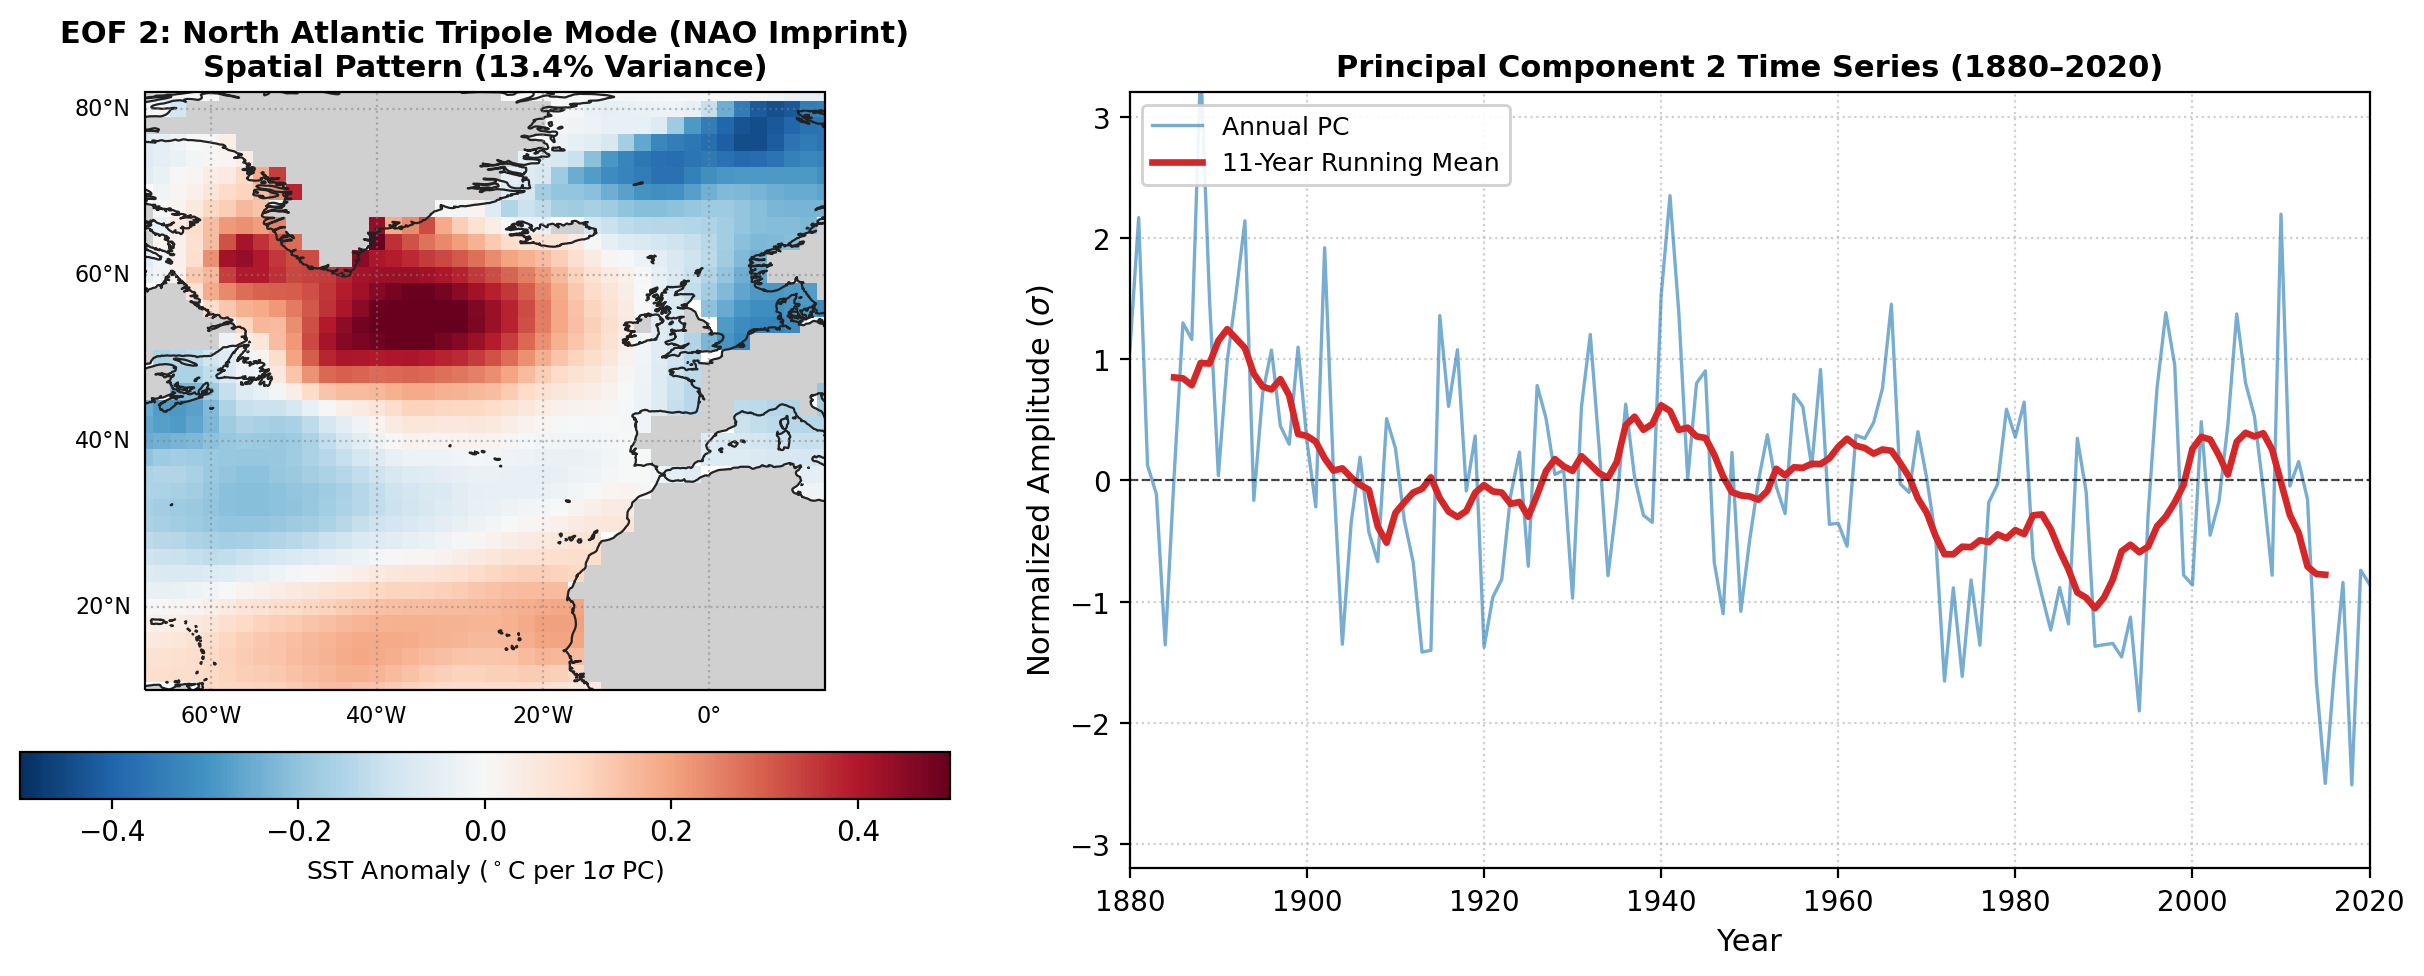 EOF 2: North Atlantic Tripole Mode (NAO Imprint)
Spatial Pattern (13.4% Variance)
80°N
60°N
40°N
20°N
60°W 40°W 20°W 0°
−0.4 −0.2 0.0 0.2 0.4
SST Anomaly (°C per 1σ PC)
Principal Component 2 Time Series (1880–2020)
Annual PC
11-Year Running Mean
Normalized Amplitude (σ)
3
2
1
0
−1
−2
−3
1880 1900 1920 1940 1960 1980 2000 2020
Year